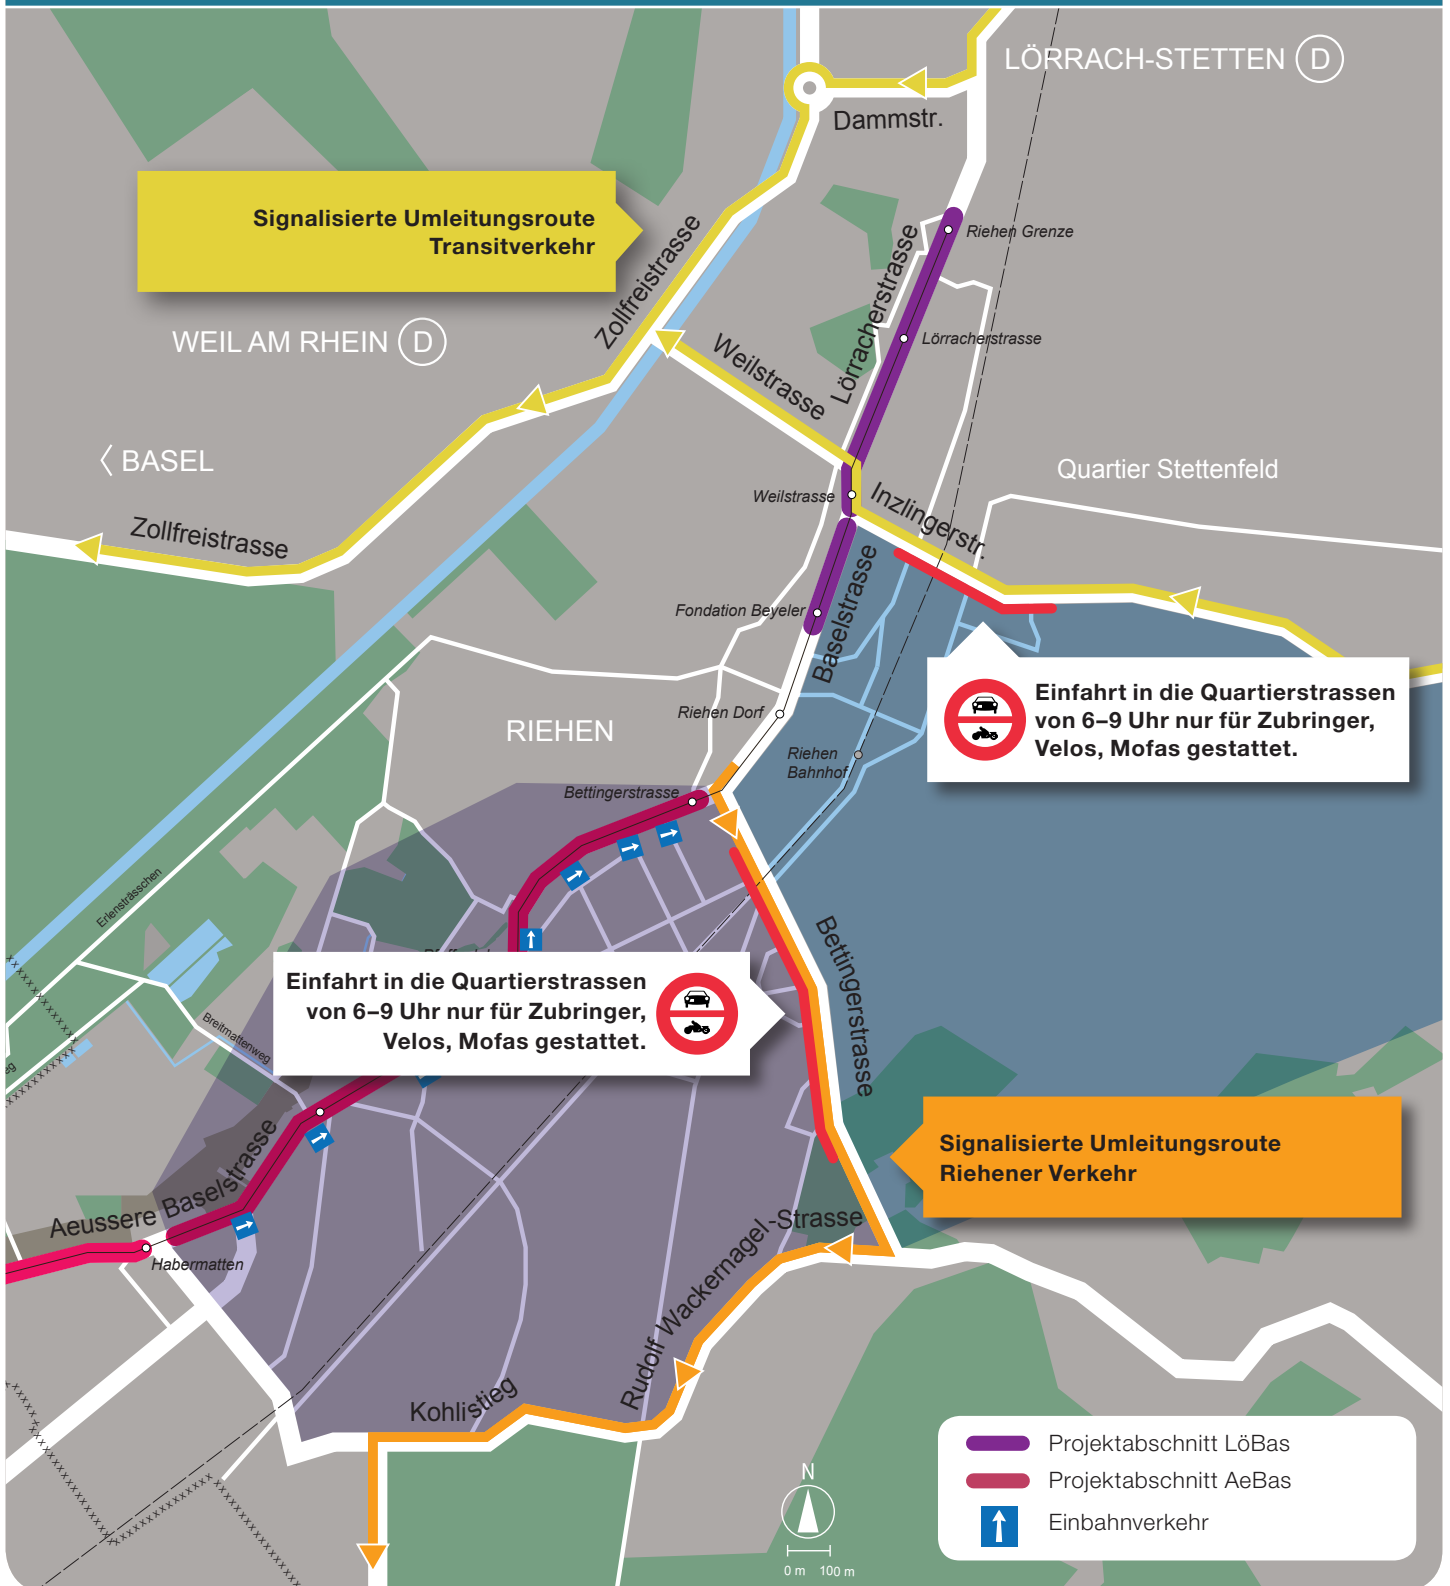 LÖRRACH-STETTEN D
Dammstr.
Signalisierte Umleitungsroute
Transitverkehr
Riehen Grenze
Zollfreistrasse
Lörracherstrasse
WEIL AM RHEIN D
Lörracherstrasse
Weilstrasse
BASEL
Quartier Stettenfeld
Weilstrasse
Inzlingerstr.
Zollfreistrasse
Fondation Beyeler
Baselstrasse
Einfahrt in die Quartierstrassen
von 6–9 Uhr nur für Zubringer,
Velos, Mofas gestattet.
Riehen Dorf
RIEHEN
Riehen
Bahnhof
Bettingerstrasse
Erlensträsschen
Bettingerstrasse
Einfahrt in die Quartierstrassen
von 6–9 Uhr nur für Zubringer,
Velos, Mofas gestattet.
Breitmattenweg
Signalisierte Umleitungsroute
Riehener Verkehr
Aeussere Baselstrasse
Habermatten
Rudolf Wackernagel-Strasse
Kohlistieg
N
0 m 100 m
Projektabschnitt LöBas
Projektabschnitt AeBas
Einbahnverkehr